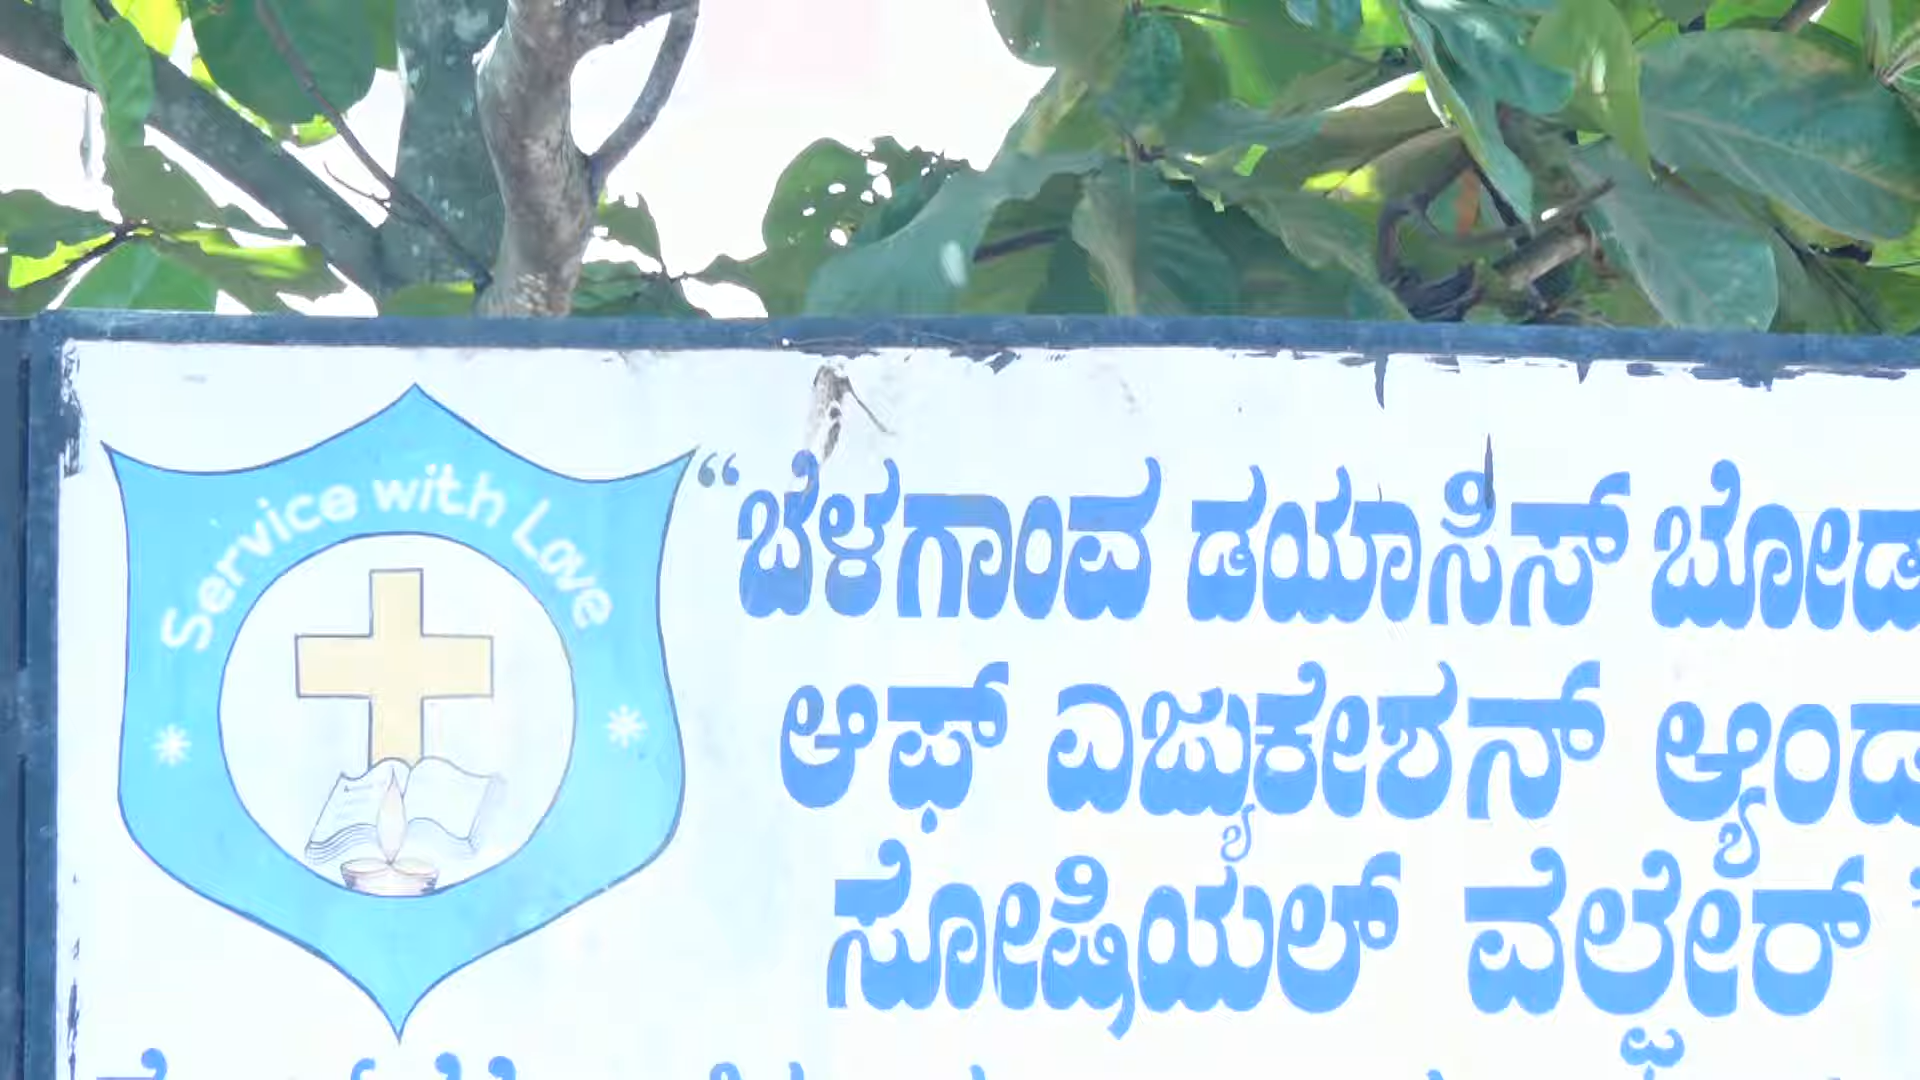 Service with Love
“ಬೆಳಗಾಂವ ಡಯಾಸಿಸ್ ಬೋರ್ಡ
ಆಫ್ ಎಜ್ಯುಕೇಶನ್ ಆ್ಯಂಡ
ಸೋಷಿಯಲ್ ವೆಲ್ಫೇರ್